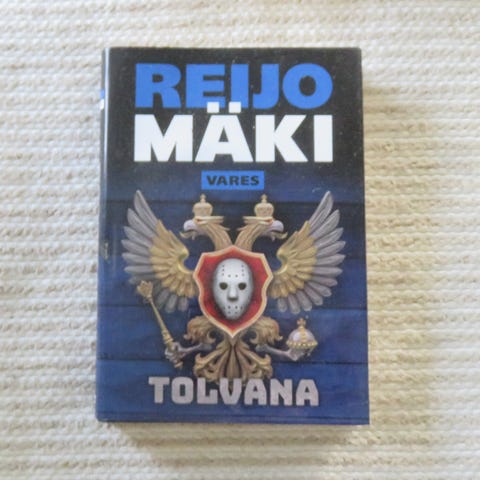 REIJO
MÄKI
VARES
TOLVANA